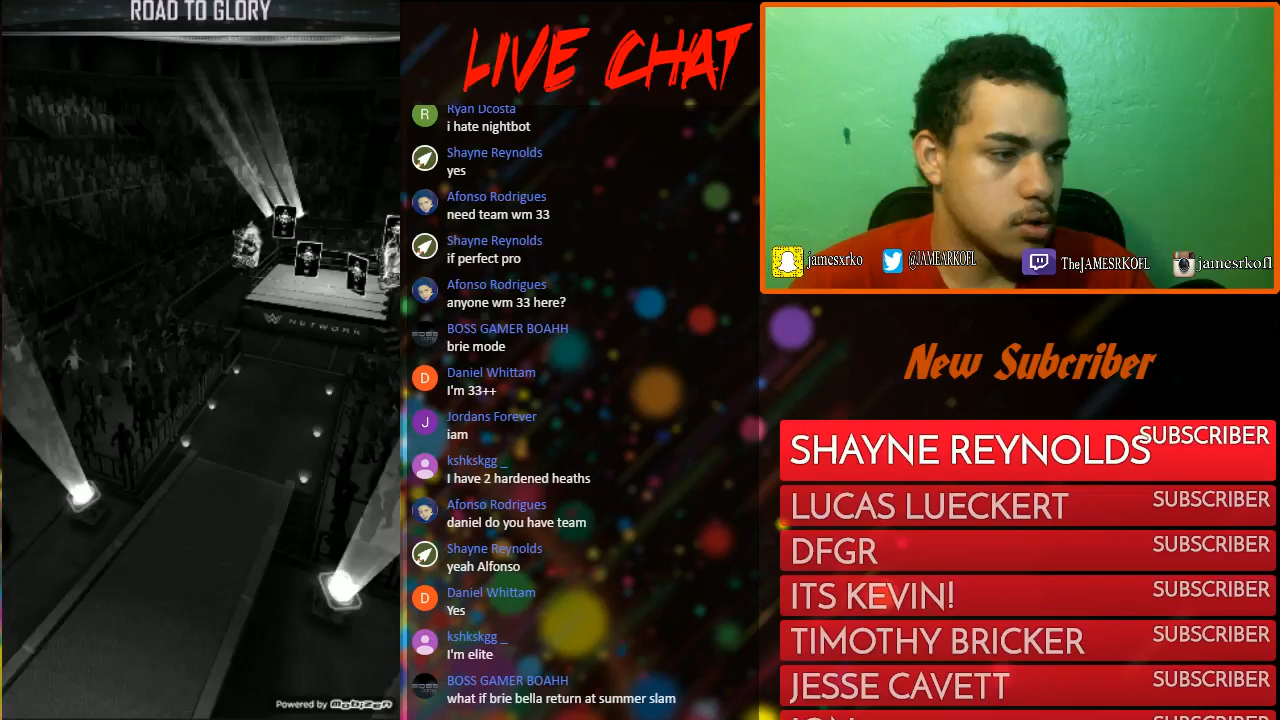 ROAD TO GLORY
NETWORK
Powered by MOBIZEN
LIVE CHAT
R
Ryan Dcosta
i hate nightbot
Shayne Reynolds
yes
Afonso Rodrigues
need team wm 33
Shayne Reynolds
if perfect pro
Afonso Rodrigues
anyone wm 33 here?
BOSS GAMER BOAHH
brie mode
D
Daniel Whittam
I'm 33++
J
Jordans Forever
iam
kshkskgg _
I have 2 hardened heaths
Afonso Rodrigues
daniel do you have team
Shayne Reynolds
yeah Alfonso
D
Daniel Whittam
Yes
kshkskgg _
I'm elite
BOSS GAMER BOAHH
what if brie bella return at summer slam
jamesxrko
@JAMEARKOFL
TheJAMESRKOFL
jamesrkofl
New Subcriber
SHAYNE REYNOLDS SUBSCRIBER
LUCAS LUECKERT SUBSCRIBER
DFGR SUBSCRIBER
ITS KEVIN! SUBSCRIBER
TIMOTHY BRICKER SUBSCRIBER
JESSE CAVETT SUBSCRIBER
SUBSCRIBER